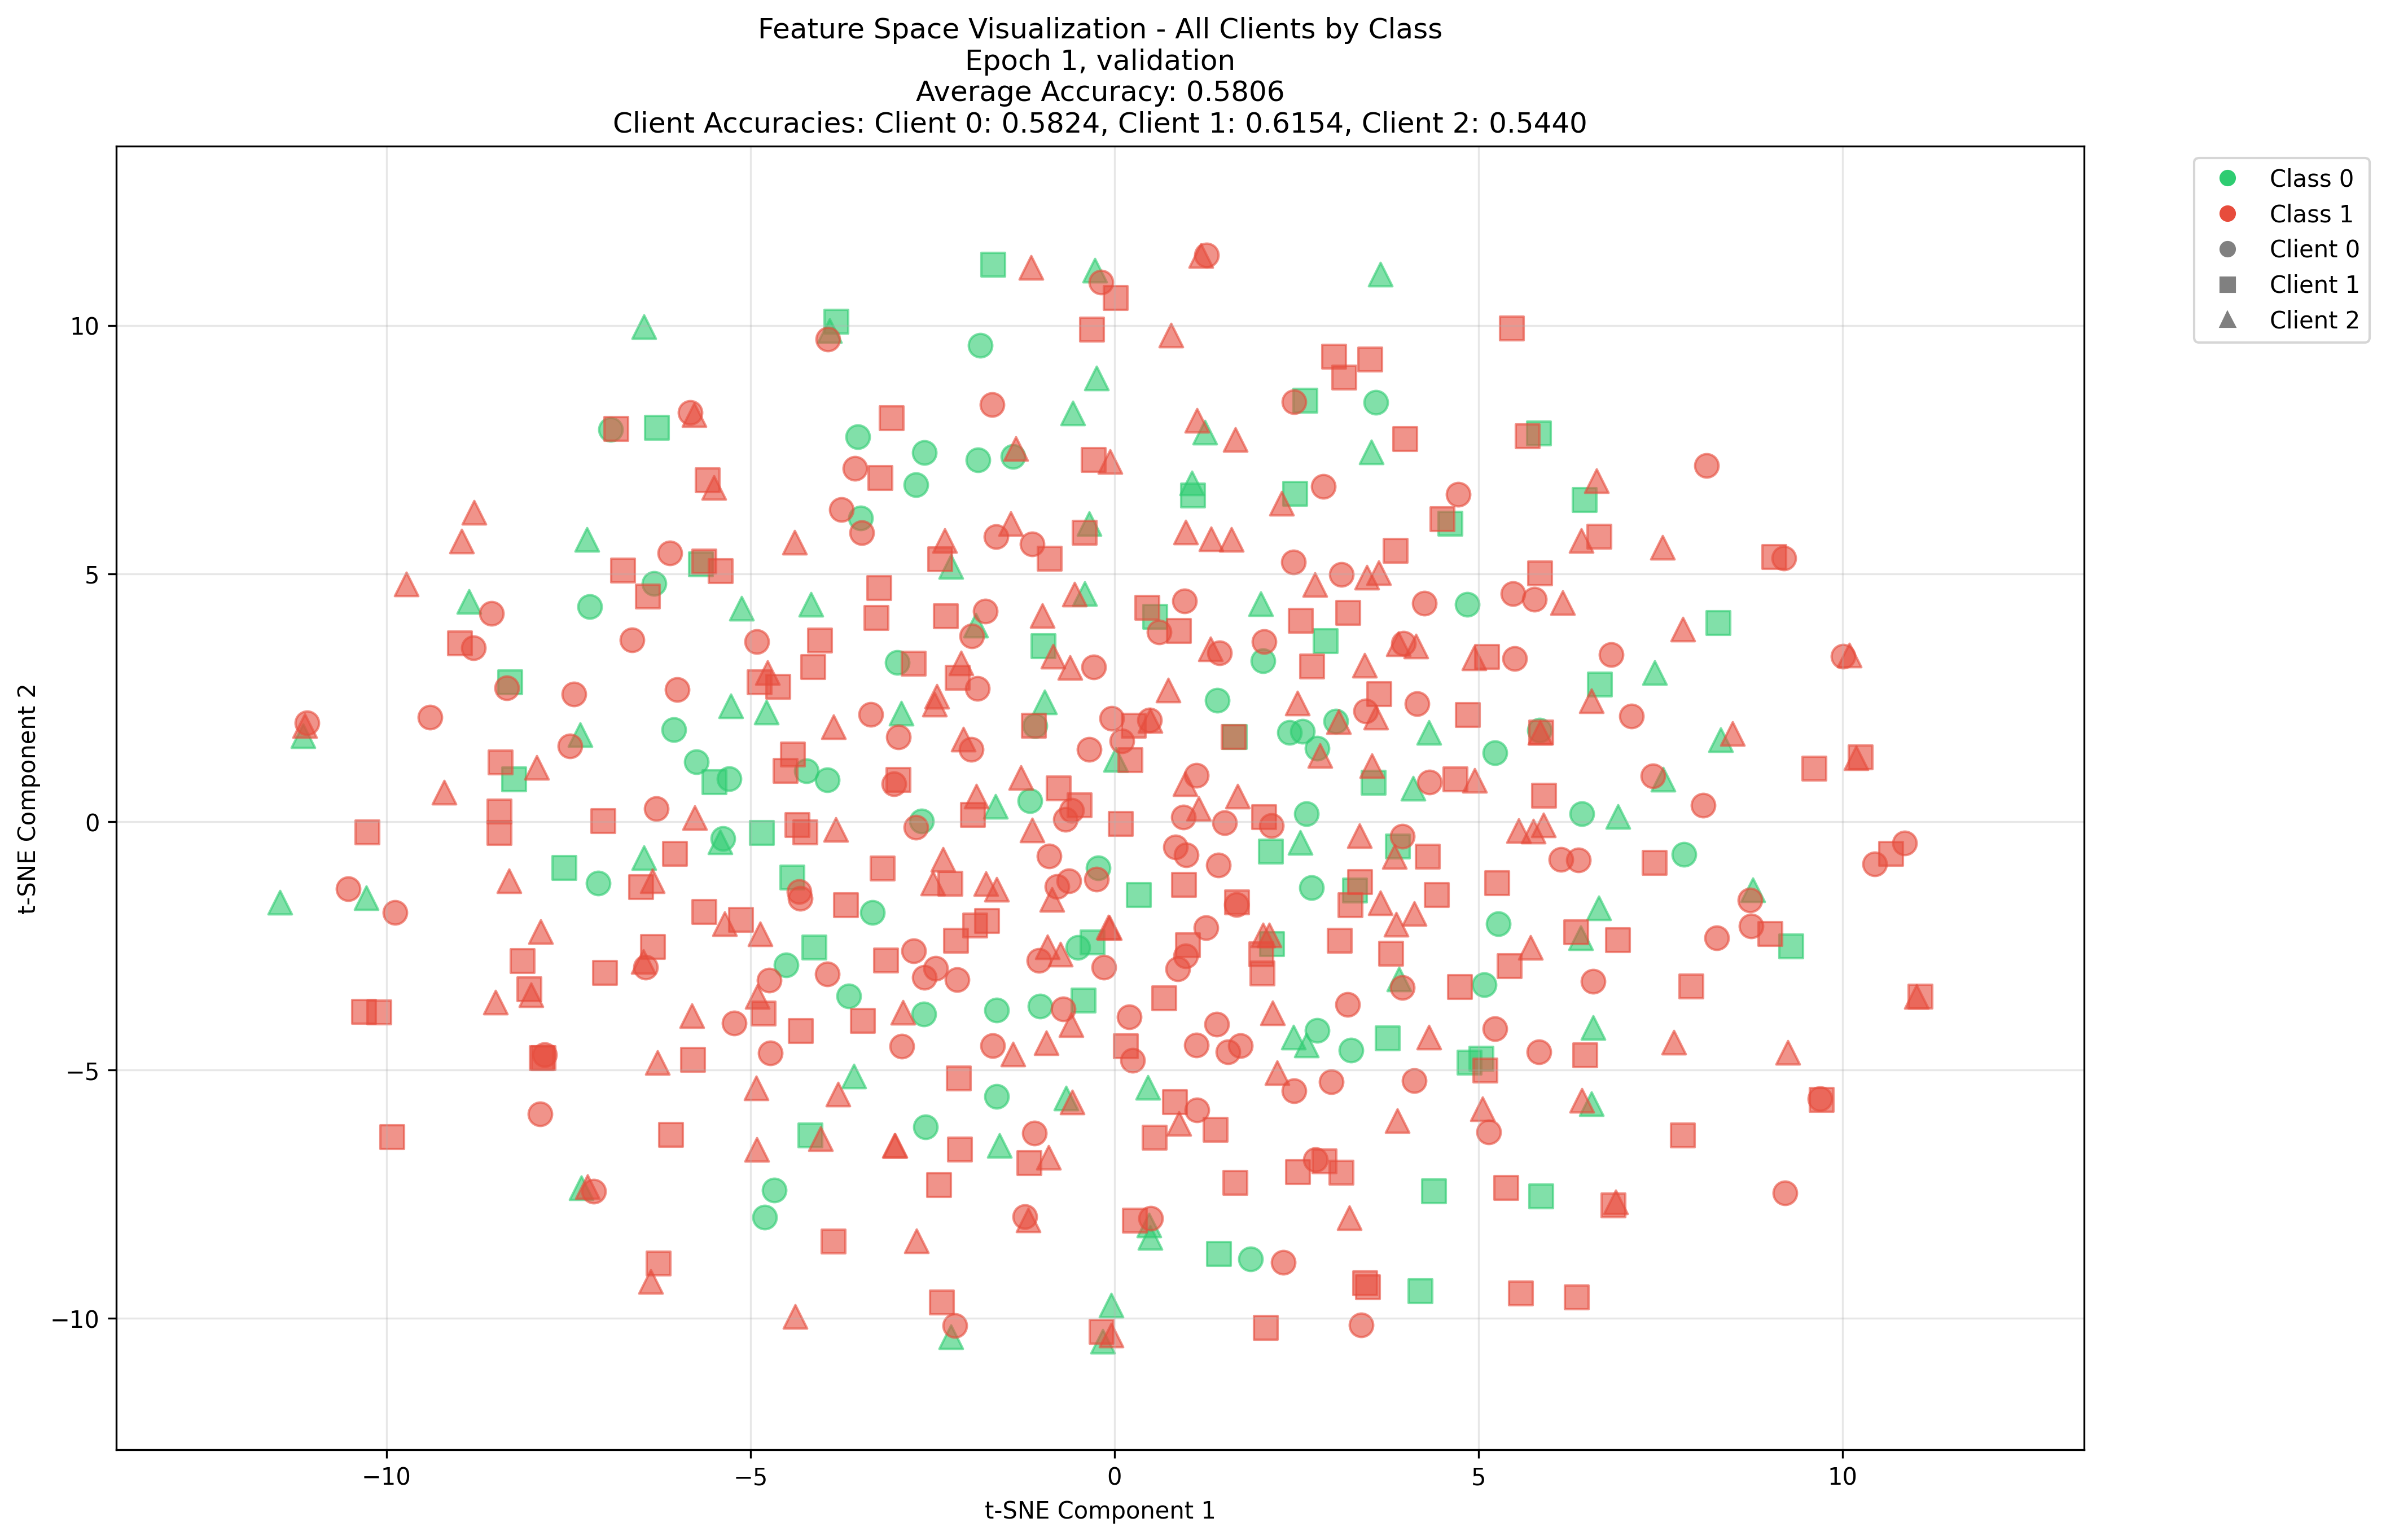 Feature Space Visualization - All Clients by Class
Epoch 1, validation
Average Accuracy: 0.5806
Client Accuracies: Client 0: 0.5824, Client 1: 0.6154, Client 2: 0.5440
Class 0
Class 1
Client 0
Client 1
Client 2
t-SNE Component 2
10
5
0
−5
−10
−10
−5
0
5
10
t-SNE Component 1